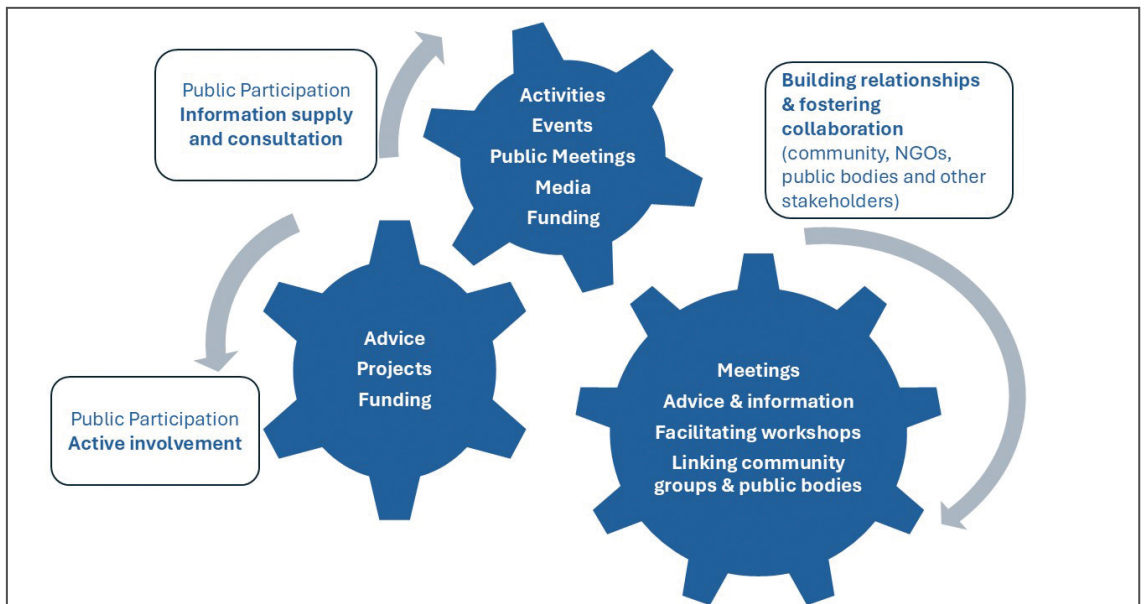 Public Participation
Information supply
and consultation
Activities
Events
Public Meetings
Media
Funding
Building relationships
& fostering
collaboration
(community, NGOs,
public bodies and other
stakeholders)
Advice
Projects
Funding
Public Participation
Active involvement
Meetings
Advice & information
Facilitating workshops
Linking community
groups & public bodies